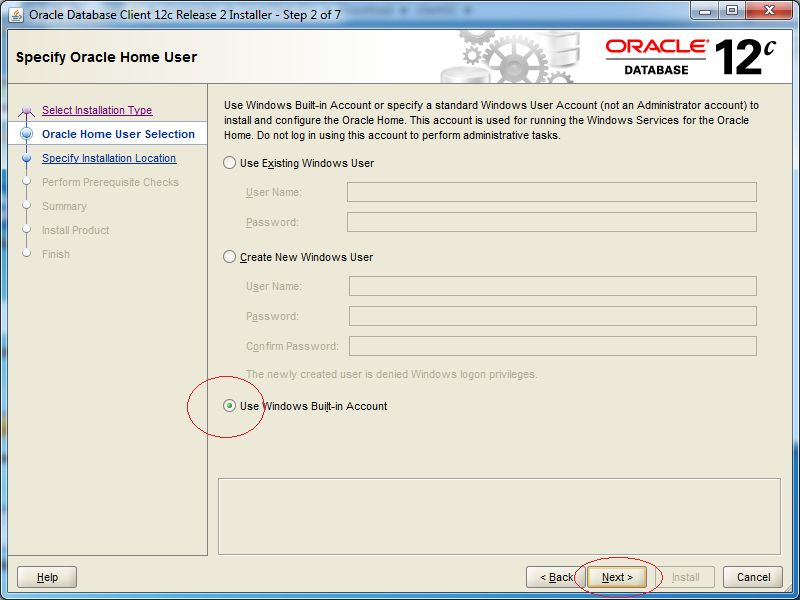 Oracle Database Client 12c Release 2 Installer - Step 2 of 7
Specify Oracle Home User
ORACLE®
DATABASE
12c
Select Installation Type
Oracle Home User Selection
Specify Installation Location
Perform Prerequisite Checks
Summary
Install Product
Finish
Use Windows Built-in Account or specify a standard Windows User Account (not an Administrator account) to
install and configure the Oracle Home. This account is used for running the Windows Services for the Oracle
Home. Do not log in using this account to perform administrative tasks.
Use Existing Windows User
User Name:
Password:
Create New Windows User
User Name:
Password:
Confirm Password:
The newly created user is denied Windows logon privileges.
Use Windows Built-in Account
Help
< Back
Next >
Install
Cancel